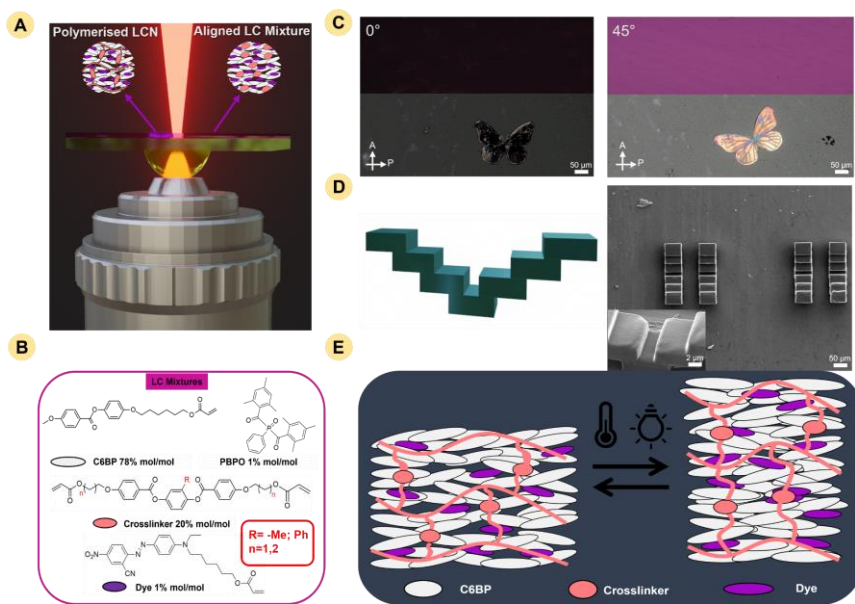 A
Polymerised LCN
Aligned LC Mixture
C
0°
45°
A
P
50 µm
A
P
50 µm
D
2 µm
50 µm
B
LC Mixtures
C6BP 78% mol/mol
PBPO 1% mol/mol
R
n
n
Crosslinker 20% mol/mol
R= -Me; Ph
n=1,2
O₂N
CN
Dye 1% mol/mol
E
C6BP
Crosslinker
Dye